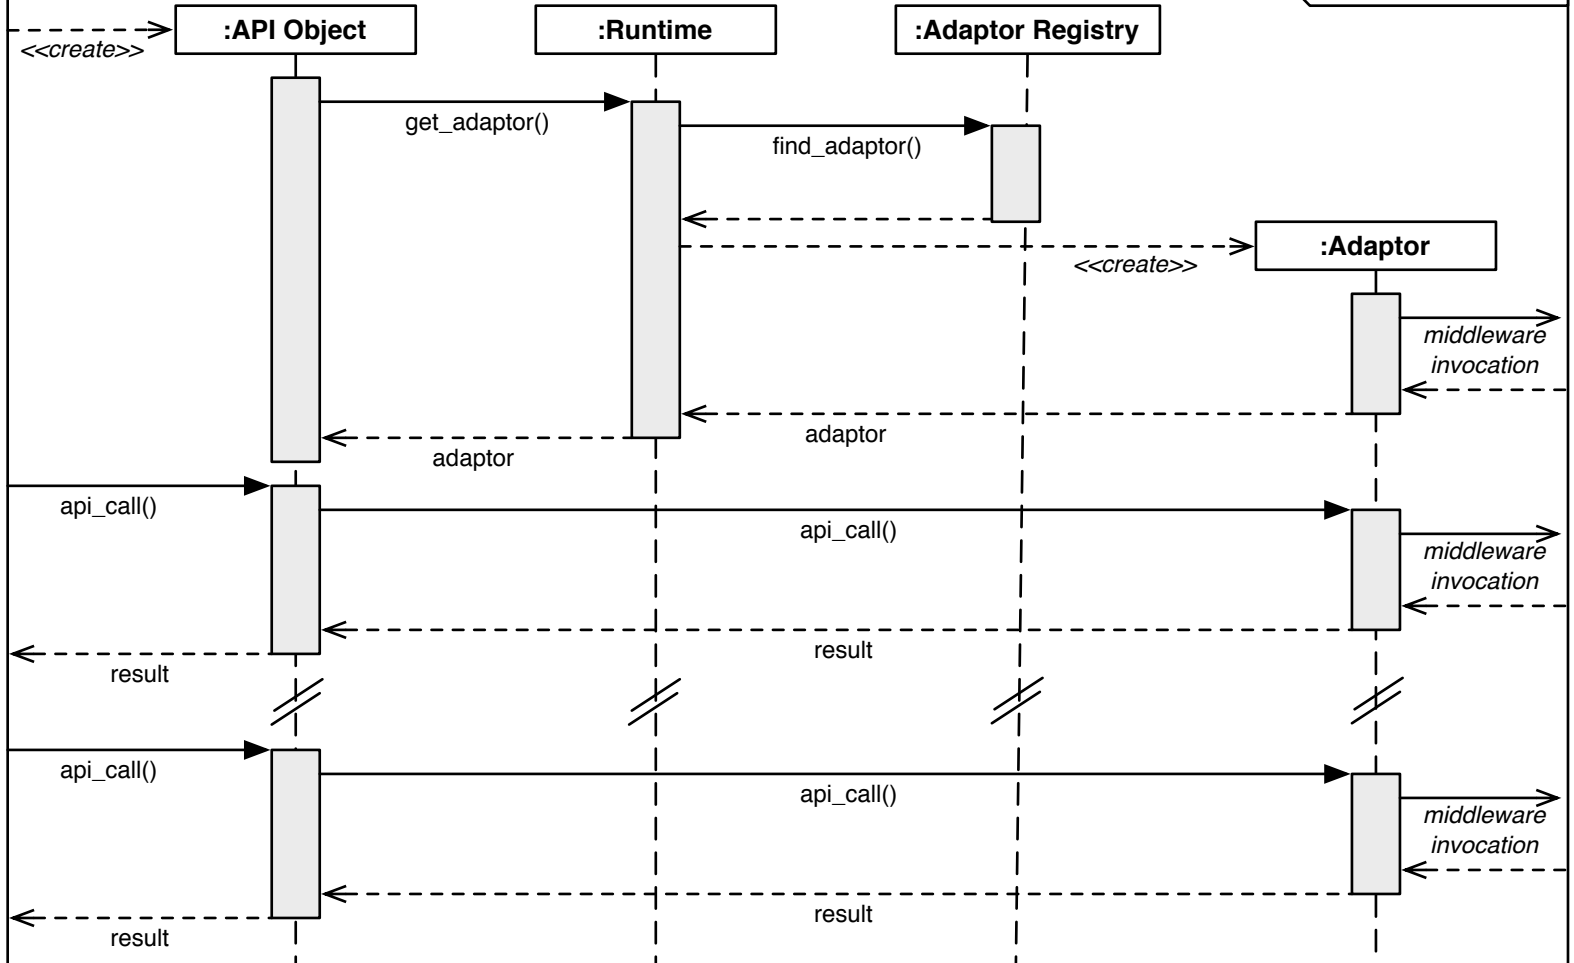 :API Object
:Runtime
:Adaptor Registry
<<create>>
get_adaptor()
find_adaptor()
:Adaptor
<<create>>
middleware
invocation
adaptor
adaptor
api_call()
api_call()
middleware
invocation
result
result
api_call()
api_call()
middleware
invocation
result
result